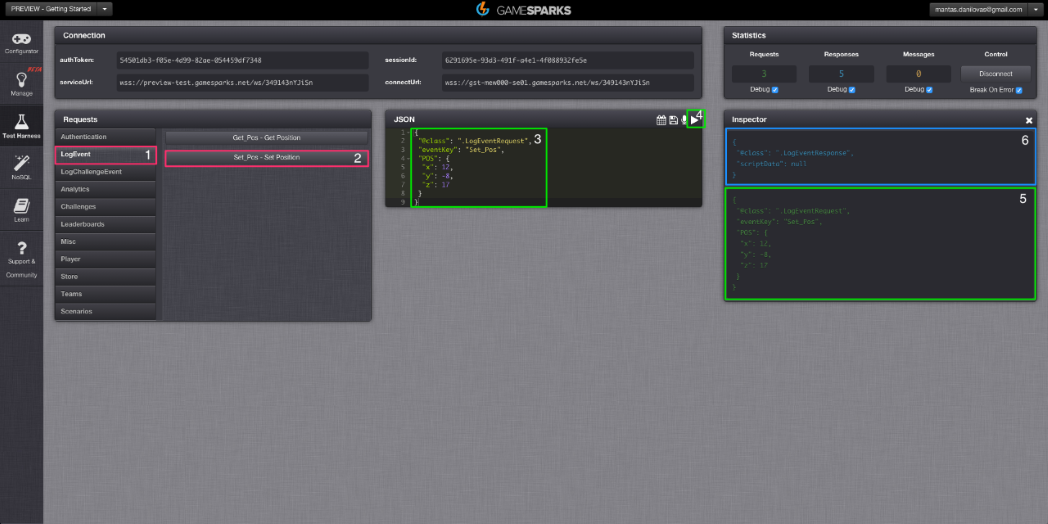 PREVIEW - Getting Started
GAMESPARKS
mantas.danilovas@gmail.com
Configurator
BETA
Manage
Test Harness
NoSQL
Learn
Support &
Community
Connection
authToken:
54501db3-f05e-4d99-82ae-054459df7348
sessionId:
6291695e-93d3-491f-a4e1-4f088932fe5e
serviceUrl:
wss://preview-test.gamesparks.net/ws/349143nYJi5n
connectUrl:
wss://gst-mew000-se01.gamesparks.net/ws/349143nYJi5n
Statistics
Requests
Responses
Messages
Control
3
5
0
Disconnect
Debug
Debug
Debug
Break On Error
Requests
Authentication
LogEvent
1
LogChallengeEvent
Analytics
Challenges
Leaderboards
Misc
Player
Store
Teams
Scenarios
Get_Pos - Get Position
Set_Pos - Set Position
2
JSON
4
3
1 {
2 "@class": ".LogEventRequest",
3 "eventKey": "Set_Pos",
4 "POS": {
5 "x": 12,
6 "y": -8,
7 "z": 17
8 }
9 }
Inspector
6
{
"@class": ".LogEventResponse",
"scriptData": null
}
5
{
"@class": ".LogEventRequest",
"eventKey": "Set_Pos",
"POS": {
"x": 12,
"y": -8,
"z": 17
}
}